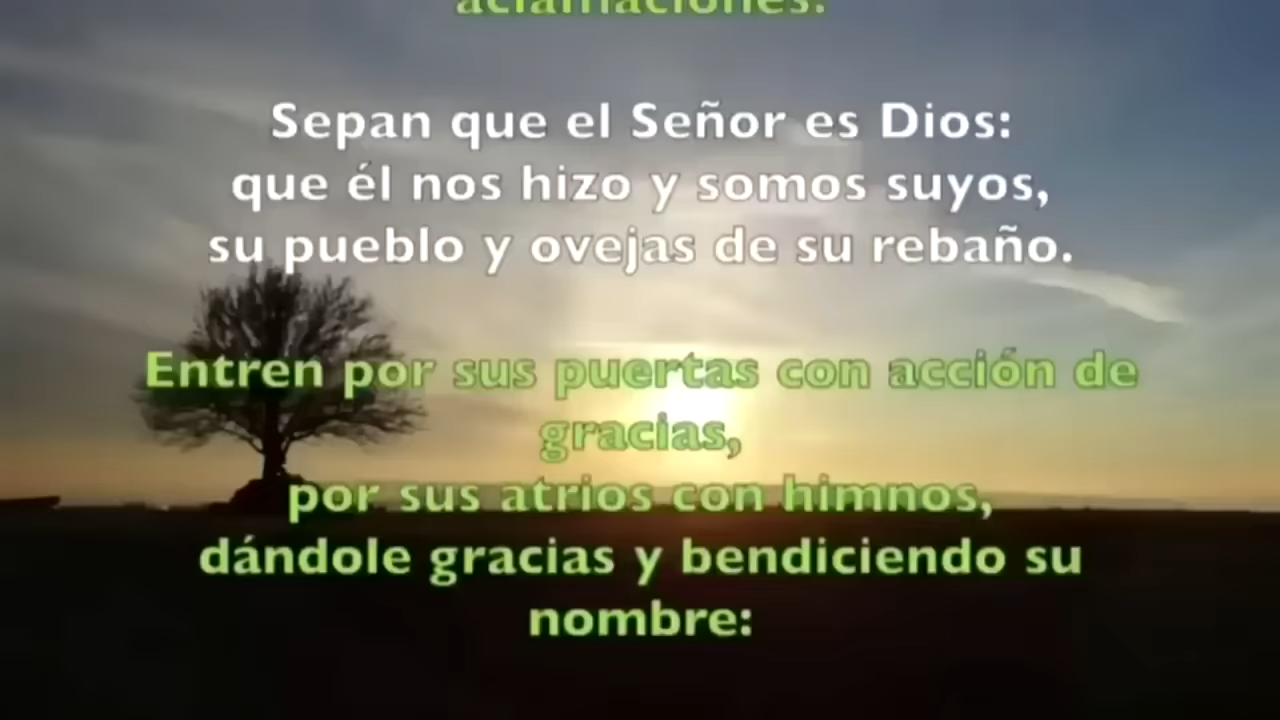 aclamaciones.
Sepan que el Señor es Dios:
que él nos hizo y somos suyos,
su pueblo y ovejas de su rebaño.
Entren por sus puertas con acción de
gracias,
por sus atrios con himnos,
dándole gracias y bendiciendo su
nombre: